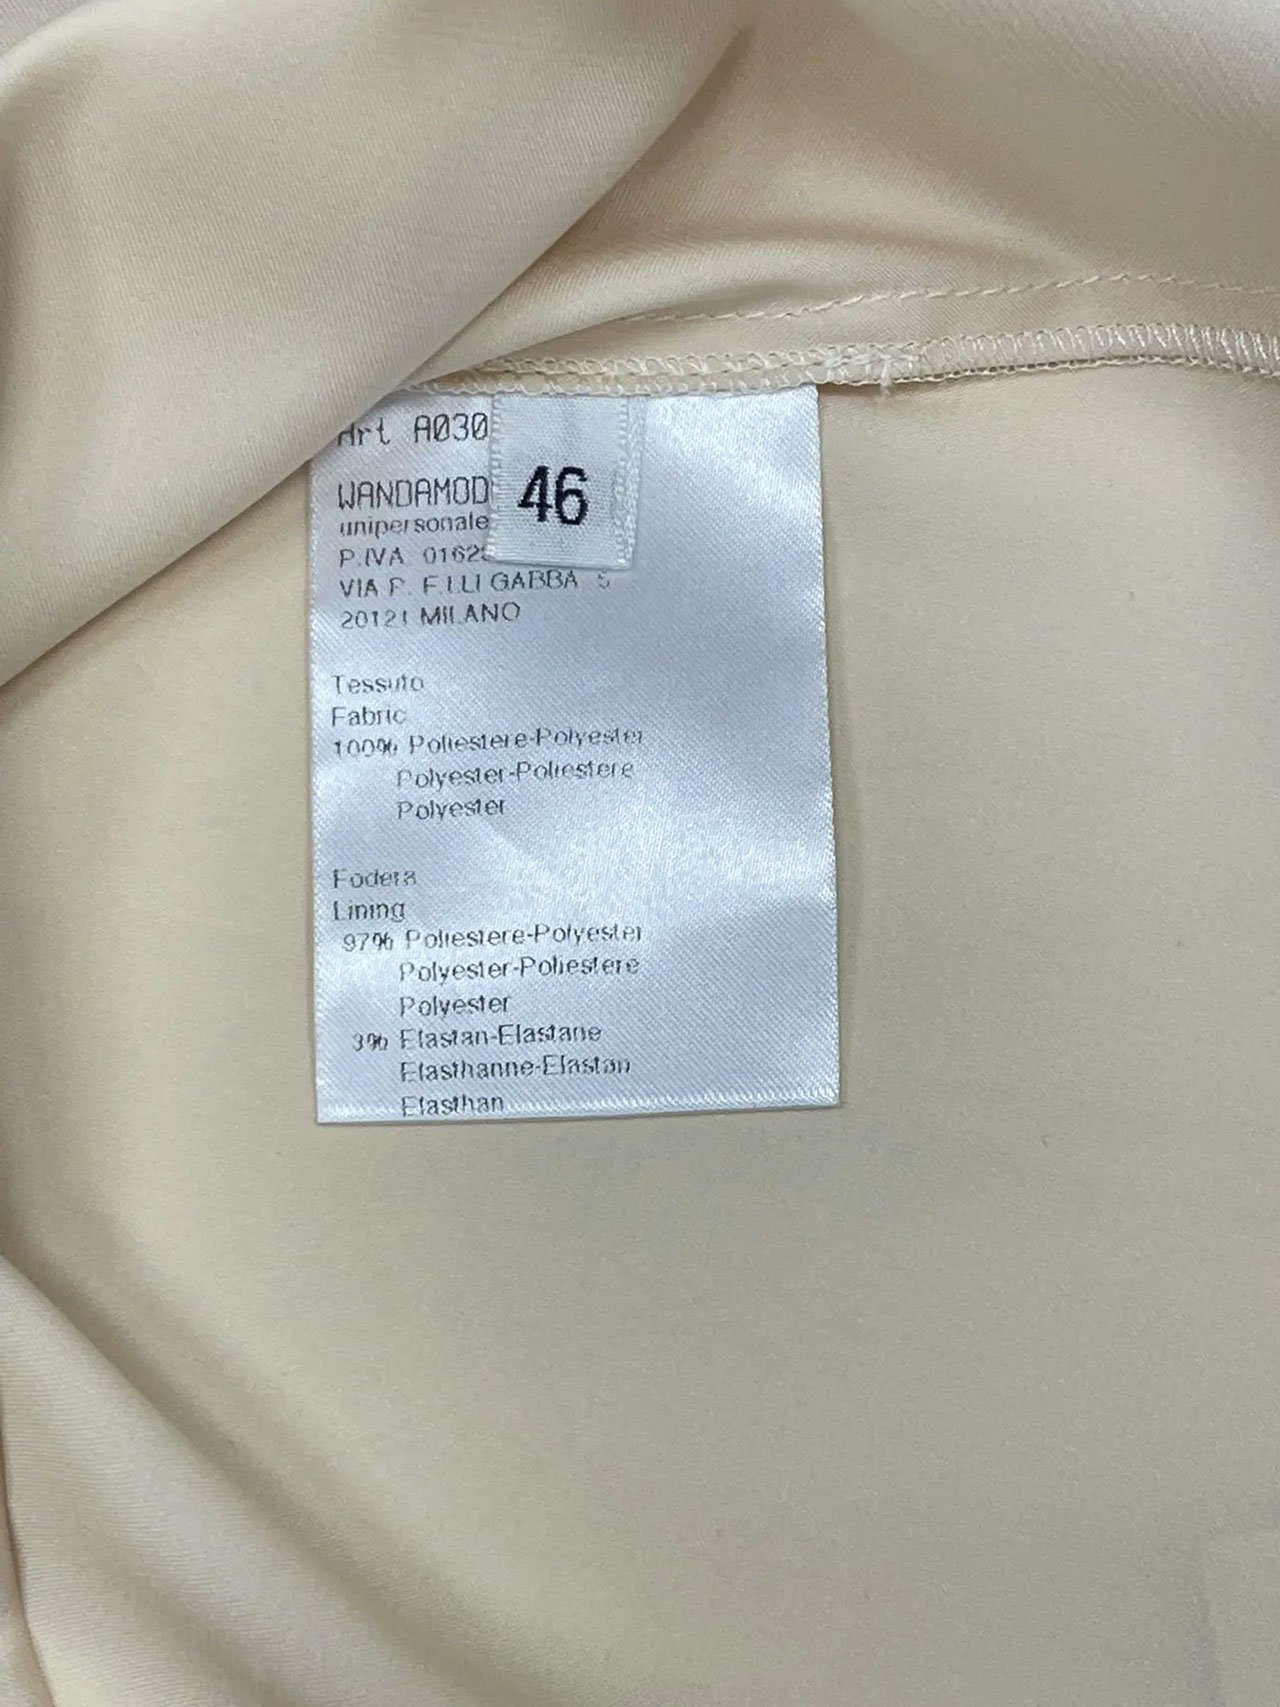 Art A030
46
WANDAMOD
unipersonale
P.IVA 0162
VIA P. F.LLI GABBA 5
20121 MILANO
Tessuto
Fabric
100% Poliestere-Polyester
Polyester-Poliestere
Polyester
Fodera
Lining
97% Poliestere-Polyester
Polyester-Poliestere
Polyester
3% Elastan-Elastane
Elasthanne-Elastan
Elasthan